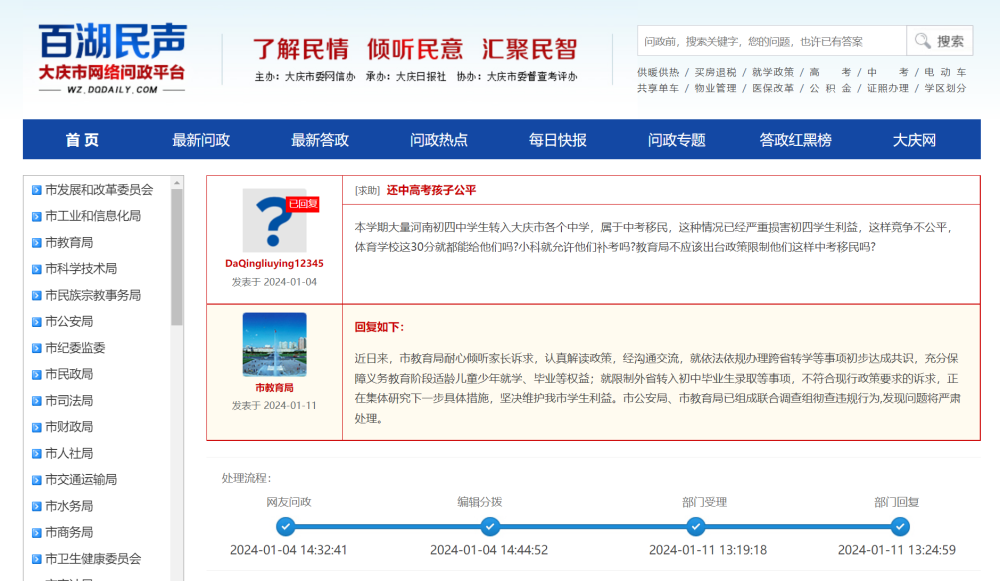 百湖民声
大庆市网络问政平台
WZ.DQDAILY.COM
了解民情 倾听民意 汇聚民智
主办：大庆市委网信办 承办：大庆日报社 协办：大庆市委督查考评办
问政前，搜索关键字，您的问题，也许已有答案
搜索
供暖供热 / 买房退税 / 就学政策 / 高 考 / 中 考 / 电 动 车
共享单车 / 物业管理 / 医保改革 / 公 积 金 / 证照办理 / 学区划分
首 页 最新问政 最新答政 问政热点 每日快报 问政专题 答政红黑榜 大庆网
市发展和改革委员会
市工业和信息化局
市教育局
市科学技术局
市民族宗教事务局
市公安局
市纪委监委
市民政局
市司法局
市财政局
市人社局
市交通运输局
市水务局
市商务局
市卫生健康委员会
已回复
DaQingliuying12345
发表于 2024-01-04
[求助] 还中高考孩子公平
本学期大量河南初四中学生转入大庆市各个中学，属于中考移民，这种情况已经严重损害初四学生利益，这样竞争不公平，
体育学校这30分就都能给他们吗?小科就允许他们补考吗?教育局不应该出台政策限制他们这样中考移民吗?
市教育局
发表于 2024-01-11
回复如下:
近日来，市教育局耐心倾听家长诉求，认真解读政策，经沟通交流，就依法依规办理跨省转学等事项初步达成共识，充分保
障义务教育阶段适龄儿童少年就学、毕业等权益；就限制外省转入初中毕业生录取等事项，不符合现行政策要求的诉求，正
在集体研究下一步具体措施，坚决维护我市学生利益。市公安局、市教育局已组成联合调查组彻查违规行为,发现问题将严肃
处理。
处理流程:
网友问政 编辑分拨 部门受理 部门回复
2024-01-04 14:32:41 2024-01-04 14:44:52 2024-01-11 13:19:18 2024-01-11 13:24:59